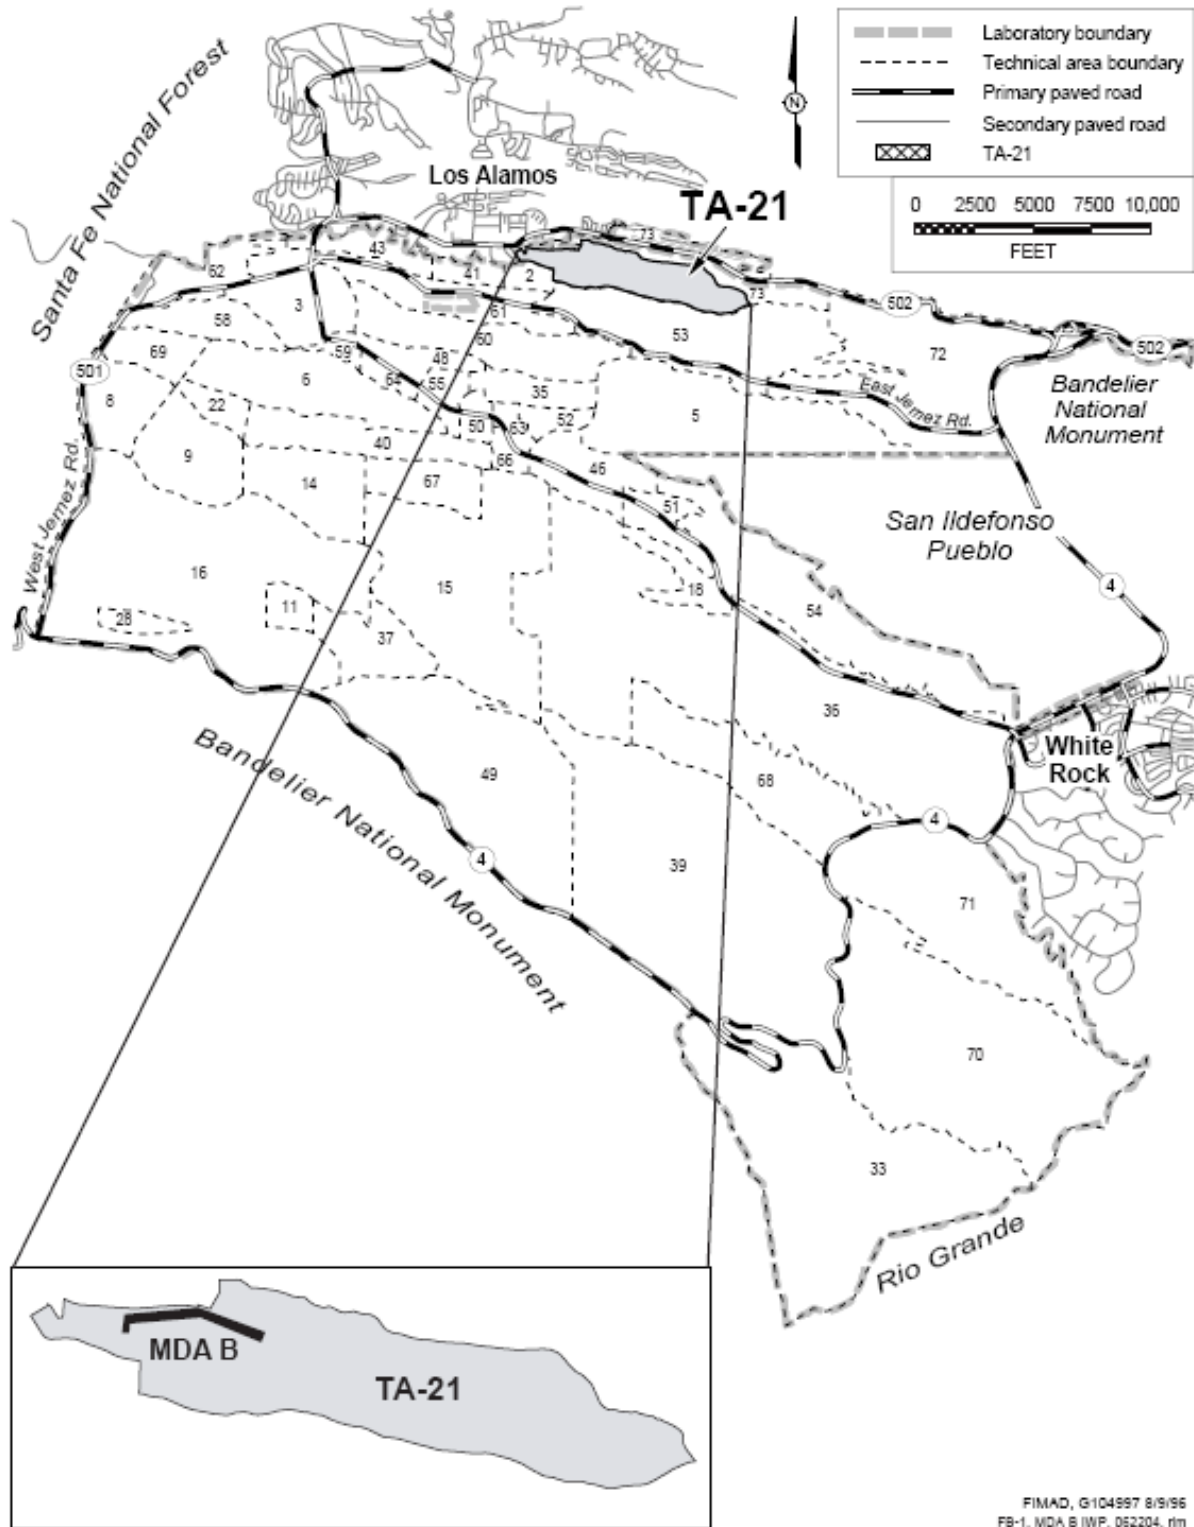 Laboratory boundary
Technical area boundary
Primary paved road
Secondary paved road
TA-21
0 2500 5000 7500 10,000
FEET
N
Santa Fe National Forest
Los Alamos
TA-21
73
43
62
41
2
73
502
3
61
58
60
53
502
59
48
72
69
501
6
64
55
35
East Jemez Rd.
Bandelier
National
Monument
8
22
50
63
52
5
40
9
66
46
14
67
51
San Ildefonso
Pueblo
West Jemez Rd.
16
15
18
4
11
54
28
37
36
White
Rock
Bandelier National Monument
49
68
4
4
39
71
70
33
Rio Grande
MDA B
TA-21
FIMAD, G104997 8/9/96
FB-1, MDA B IWP, 062204, rlm